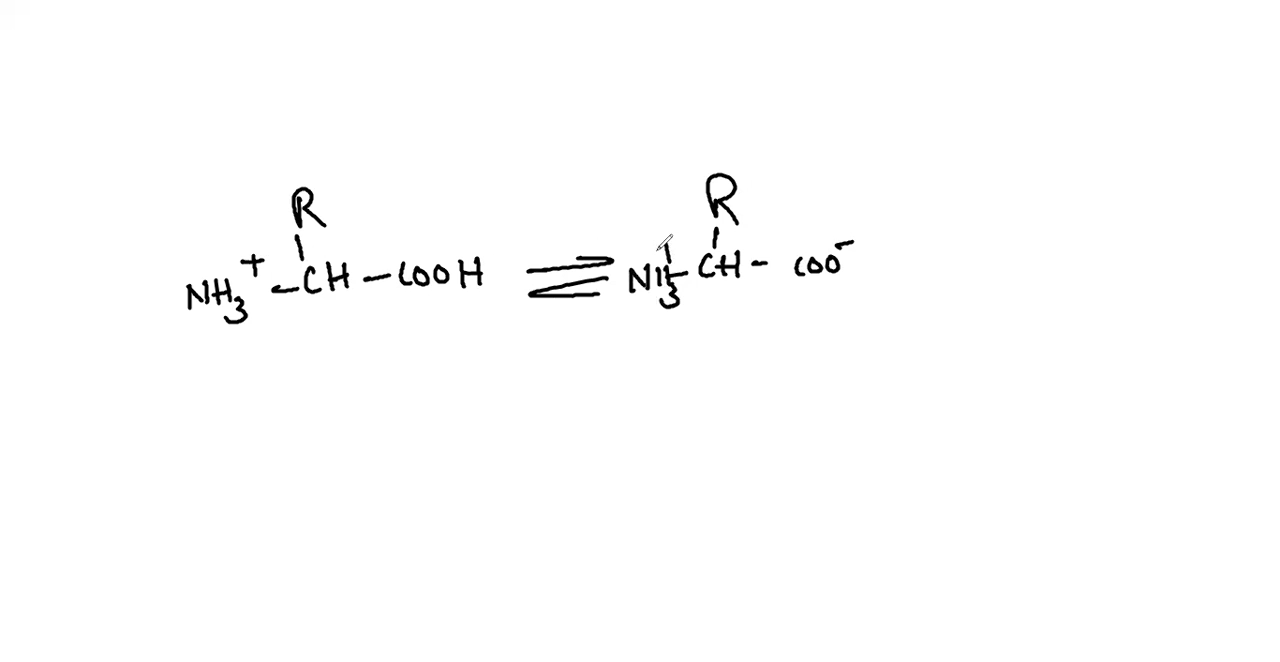 R R
NH3+ - CH - COOH ⇌ NH3 - CH - COO-